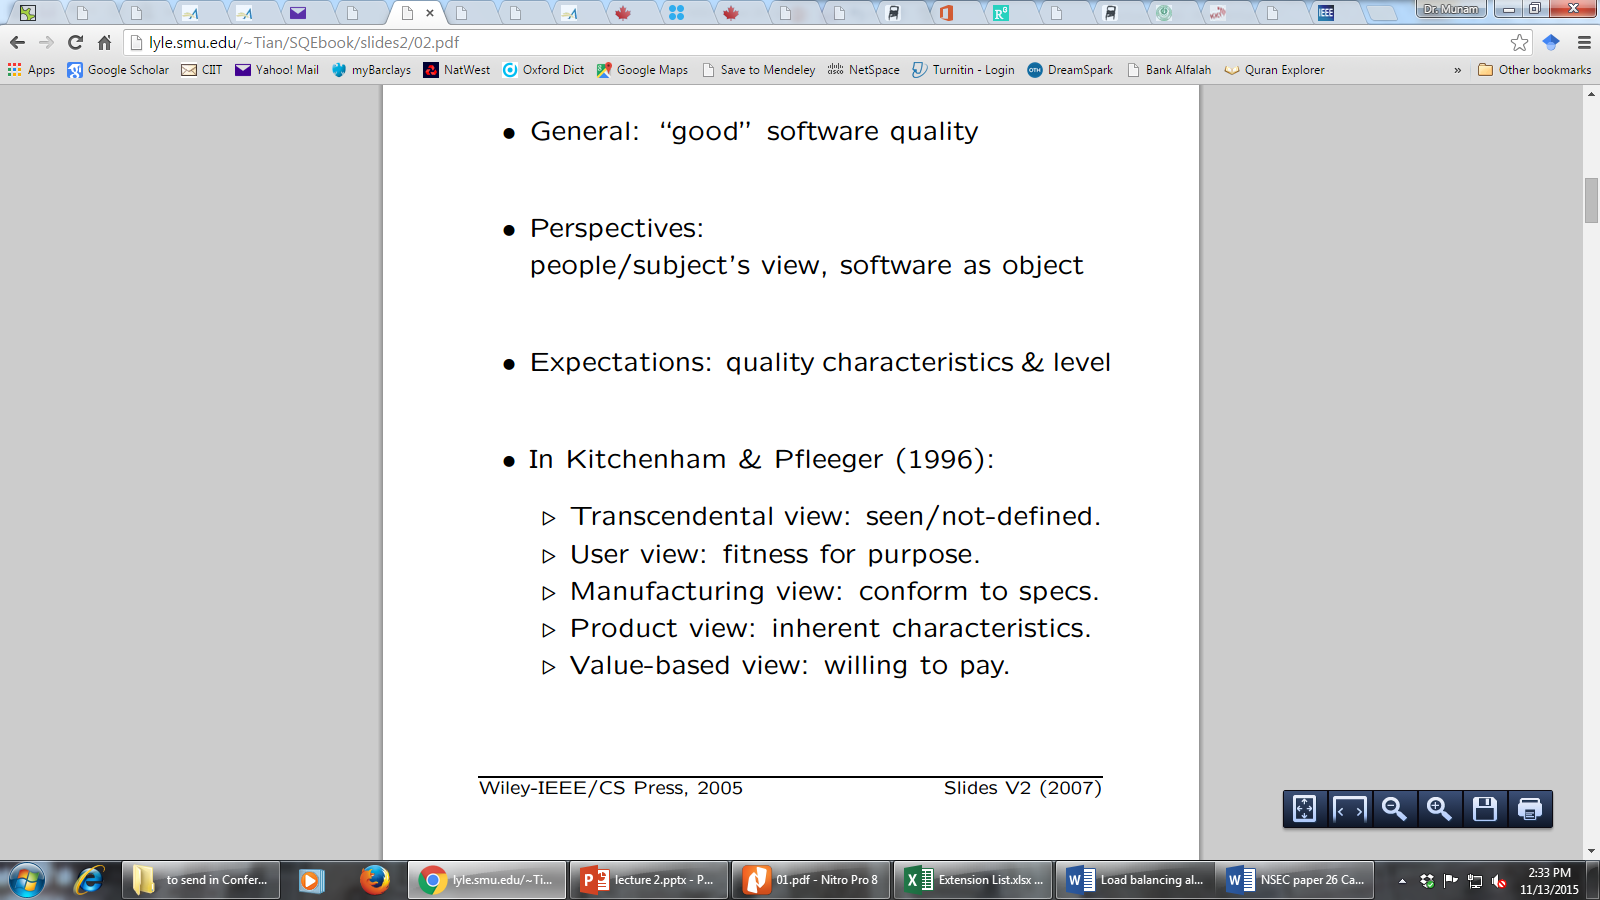 Dr. Munam
lyle.smu.edu/~Tian/SQEbook/slides2/02.pdf
Apps Google Scholar CIIT Yahoo! Mail myBarclays NatWest Oxford Dict Google Maps Save to Mendeley NetSpace Turnitin - Login DreamSpark Bank Alfalah Quran Explorer » Other bookmarks
• General: “good” software quality
• Perspectives:
people/subject’s view, software as object
• Expectations: quality characteristics & level
• In Kitchenham & Pfleeger (1996):
▷ Transcendental view: seen/not-defined.
▷ User view: fitness for purpose.
▷ Manufacturing view: conform to specs.
▷ Product view: inherent characteristics.
▷ Value-based view: willing to pay.
Wiley-IEEE/CS Press, 2005 Slides V2 (2007)
to send in Confer... lyle.smu.edu/~Ti... lecture 2.pptx - P... 01.pdf - Nitro Pro 8 Extension List.xlsx ... Load balancing al... NSEC paper 26 Ca... 2:33 PM
11/13/2015